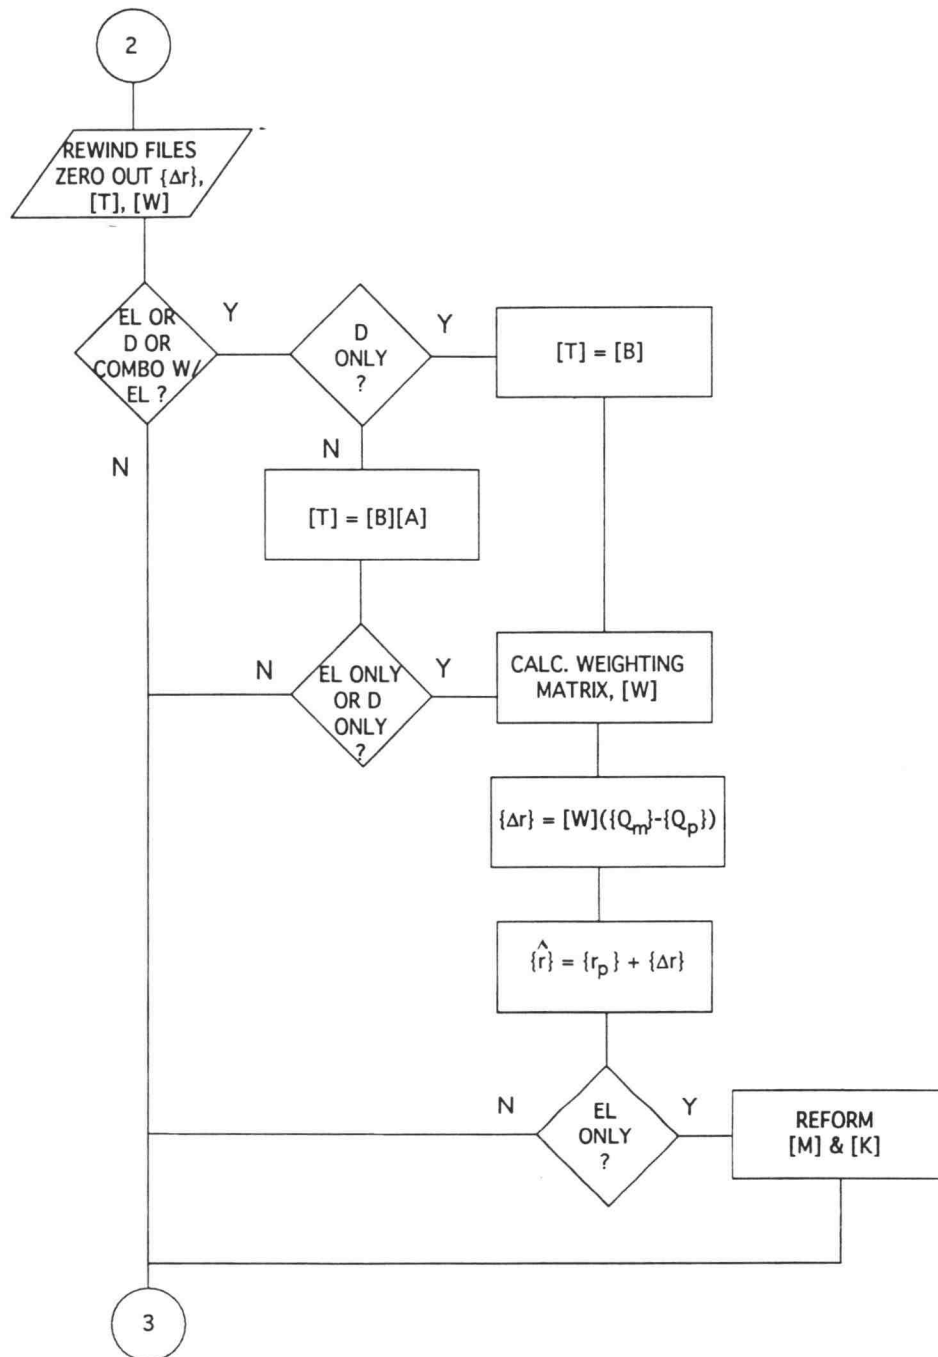 2
REWIND FILES
ZERO OUT {Δr},
[T], [W]
EL OR
D OR
COMBO W/
EL ?
Y
D
ONLY
?
Y
[T] = [B]
N
N
[T] = [B][A]
N
EL ONLY
OR D
ONLY
?
Y
CALC. WEIGHTING
MATRIX, [W]
{Δr} = [W]({Qm}-{Qp})
{r̂} = {rp} + {Δr}
N
EL
ONLY
?
Y
REFORM
[M] & [K]
3